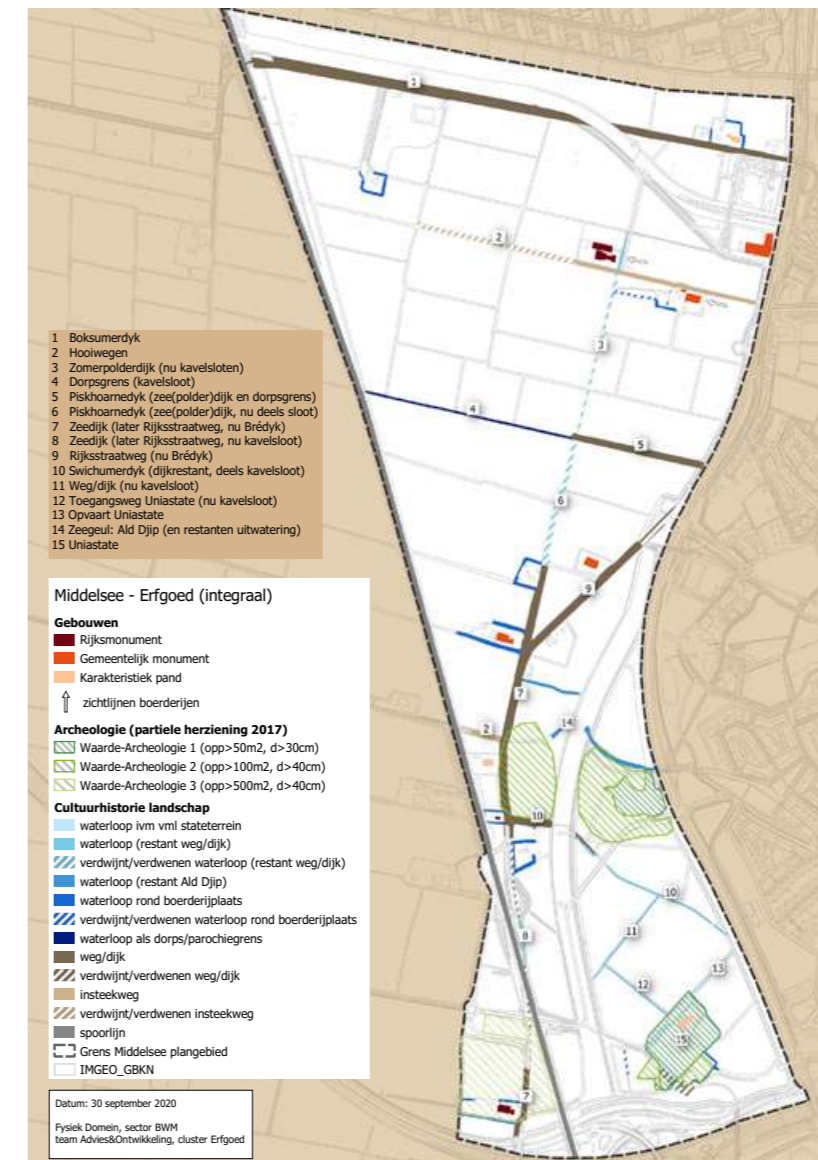 1 Boksumerdyk
2 Hooiwegen
3 Zomerpolderdijk (nu kavelsloten)
4 Dorpsgrens (kavelsloot)
5 Piskhoarnedyk (zee(polder)dijk en dorpsgrens)
6 Piskhoarnedyk (zee(polder)dijk, nu deels sloot)
7 Zeedijk (later Rijksstraatweg, nu Brédyk)
8 Zeedijk (later Rijksstraatweg, nu kavelsloot)
9 Rijksstraatweg (nu Brédyk)
10 Swichumerdyk (dijkrestant, deels kavelsloot)
11 Weg/dijk (nu kavelsloot)
12 Toegangsweg Uniastate (nu kavelsloot)
13 Opvaart Uniastate
14 Zeegeul: Ald Djip (en restanten uitwatering)
15 Uniastate
Middelsee - Erfgoed (integraal)
Gebouwen
Rijksmonument
Gemeentelijk monument
Karakteristiek pand
zichtlijnen boerderijen
Archeologie (partiele herziening 2017)
Waarde-Archeologie 1 (opp>50m2, d>30cm)
Waarde-Archeologie 2 (opp>100m2, d>40cm)
Waarde-Archeologie 3 (opp>500m2, d>40cm)
Cultuurhistorie landschap
waterloop ivm vml stateterrein
waterloop (restant weg/dijk)
verdwijnt/verdwenen waterloop (restant weg/dijk)
waterloop (restant Ald Djip)
waterloop rond boerderijplaats
verdwijnt/verdwenen waterloop rond boerderijplaats
waterloop als dorps/parochiegrens
weg/dijk
verdwijnt/verdwenen weg/dijk
insteekweg
verdwijnt/verdwenen insteekweg
spoorlijn
Grens Middelsee plangebied
IMGEO_GBKN
Datum: 30 september 2020
Fysiek Domein, sector BWM
team Advies&Ontwikkeling, cluster Erfgoed
1
2
3
4
5
6
9
7
14
2
10
10
11
8
13
12
15
7